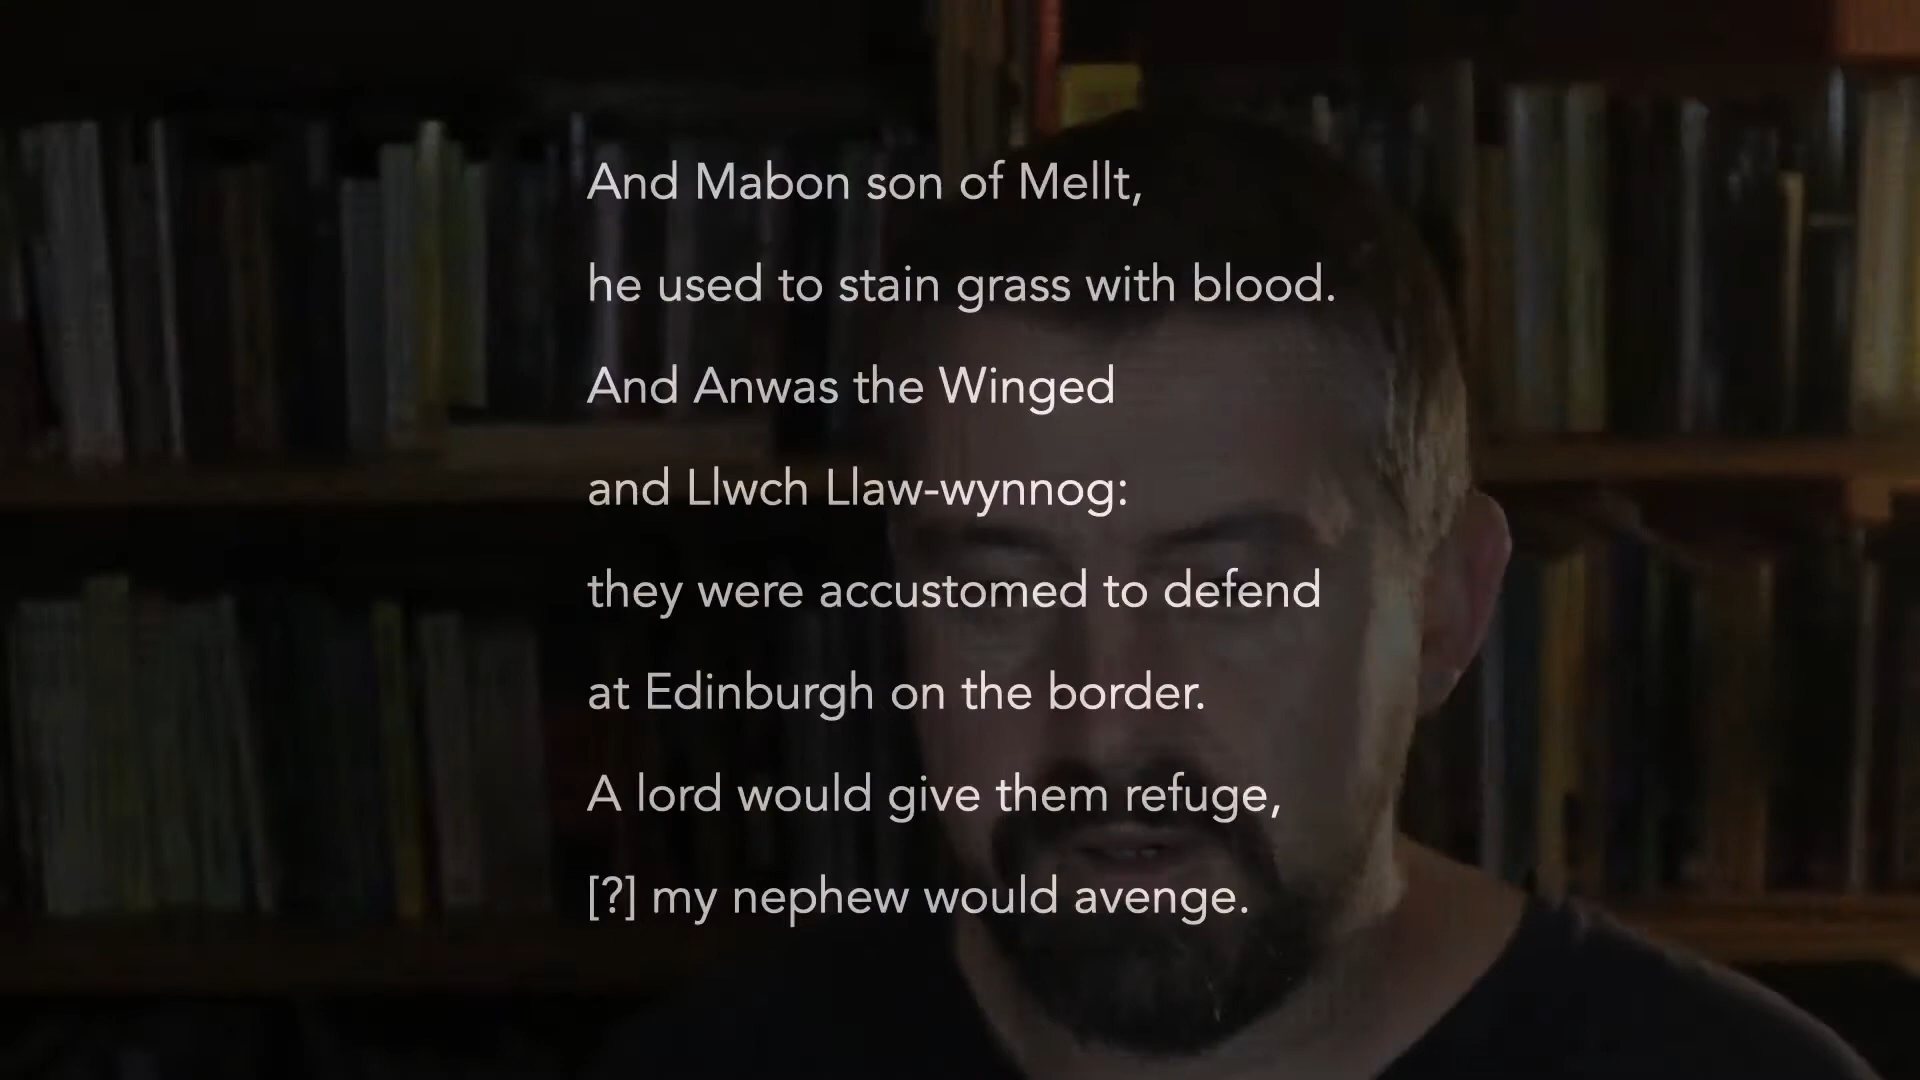 And Mabon son of Mellt,
he used to stain grass with blood.
And Anwas the Winged
and Llwch Llaw-wynnog:
they were accustomed to defend
at Edinburgh on the border.
A lord would give them refuge,
[?] my nephew would avenge.